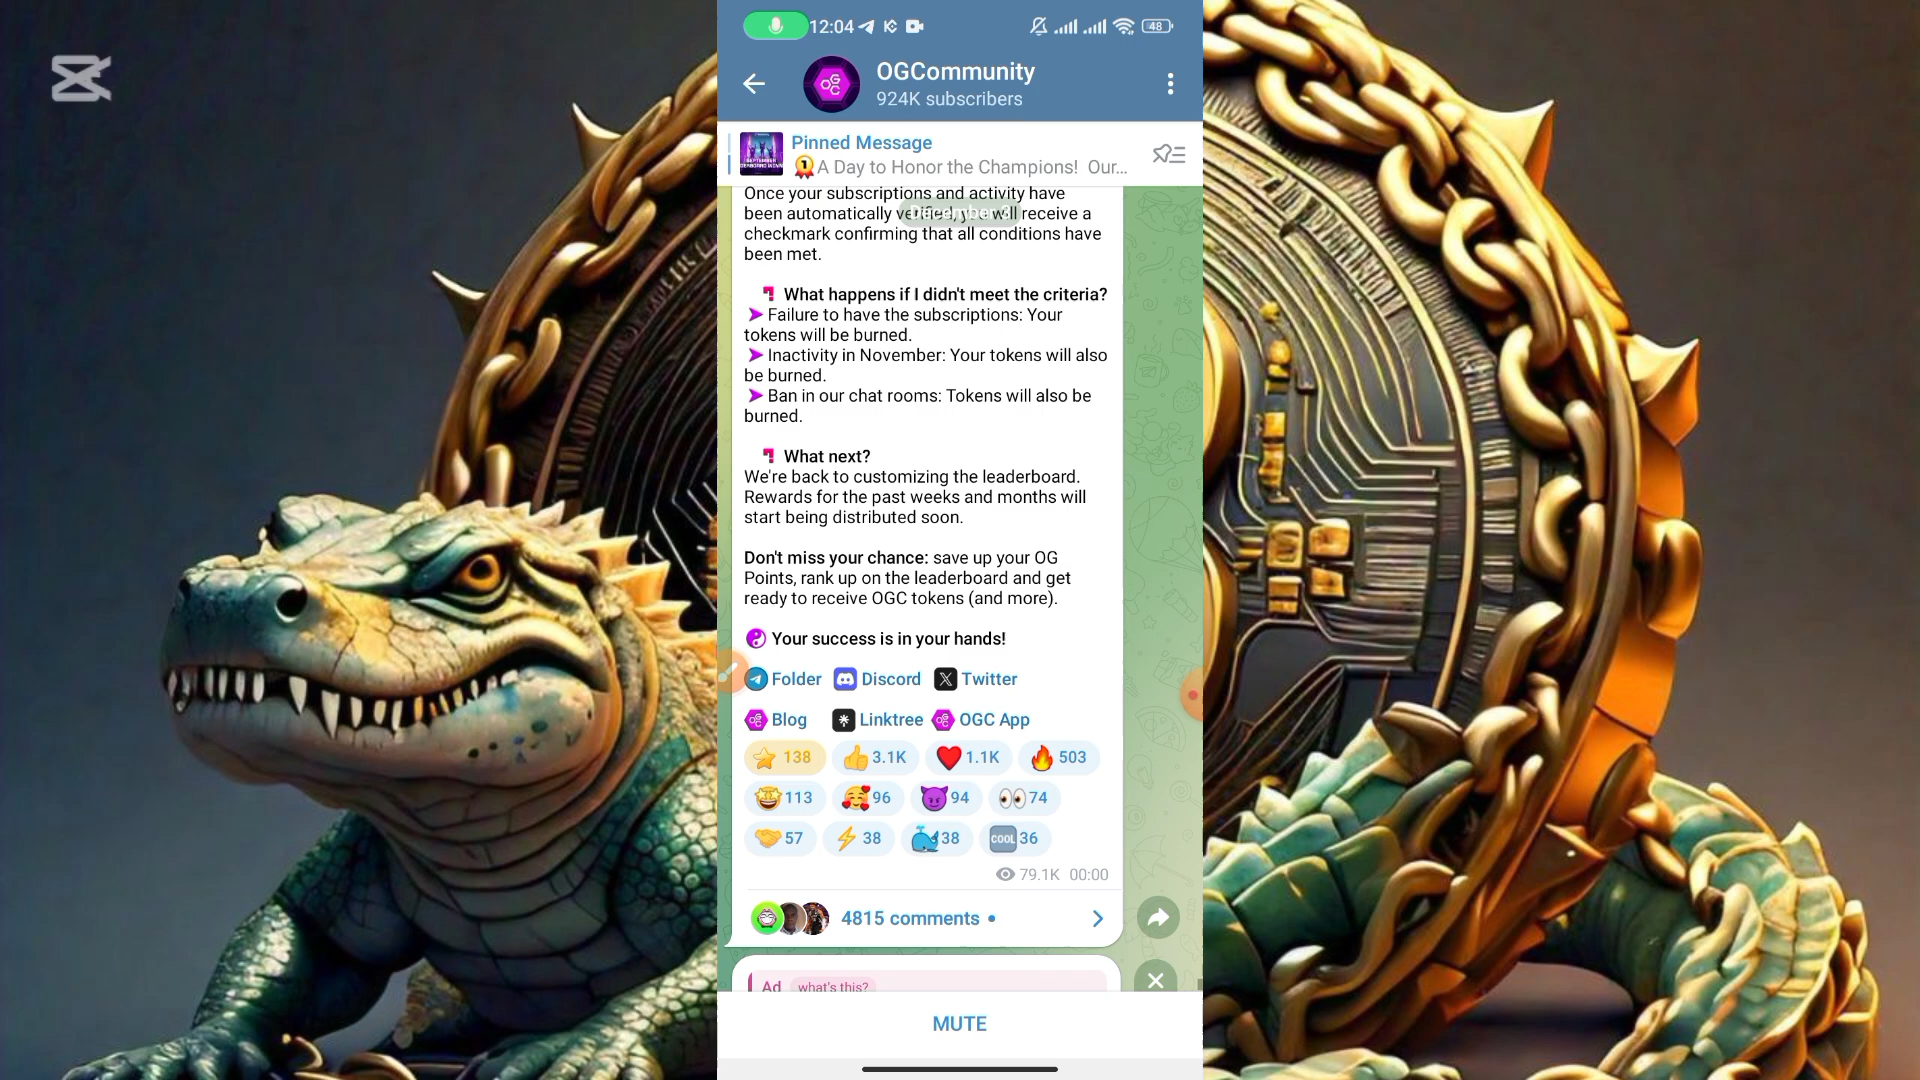 12:04
48
OGCommunity
924K subscribers
Pinned Message
A Day to Honor the Champions! Our...
Once your subscriptions and activity have
been automatically verified, you will receive a
December 3
checkmark confirming that all conditions have
been met.
What happens if I didn't meet the criteria?
➤ Failure to have the subscriptions: Your
tokens will be burned.
➤ Inactivity in November: Your tokens will also
be burned.
➤ Ban in our chat rooms: Tokens will also be
burned.
What next?
We're back to customizing the leaderboard.
Rewards for the past weeks and months will
start being distributed soon.
Don't miss your chance: save up your OG
Points, rank up on the leaderboard and get
ready to receive OGC tokens (and more).
Your success is in your hands!
Folder Discord Twitter
Blog Linktree OGC App
138 3.1K 1.1K 503
113 96 94 74
57 38 38 COOL 36
79.1K 00:00
4815 comments
Ad what's this?
MUTE